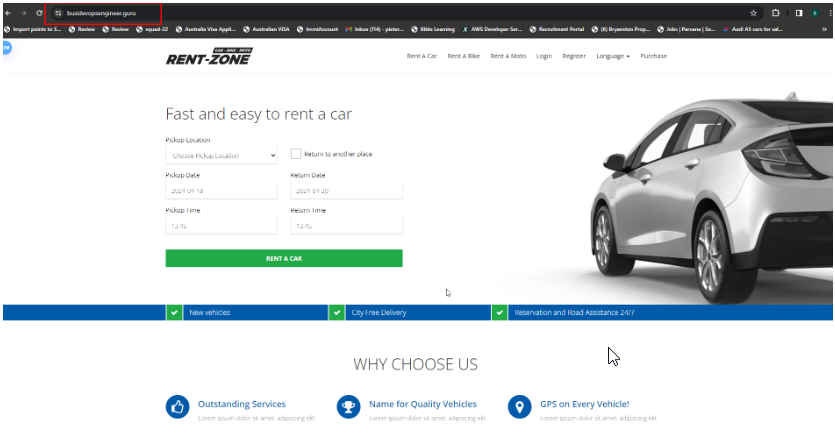 busidevopsengineer.guru
Import points to S... Review Review squad-22 Australia Visa Appli... Australian VISA ImmiAccount Inbox (114) - pieter... Bible Learning AWS Developer Ser... Recruitment Portal (6) Bryanston Prop... Jobs | Parvana | Sa... Audi A3 cars for sal...
CAR - BIKE - MOTO
RENT-ZONE
Rent A Car Rent A Bike Rent A Moto Login Register Language Purchase
Fast and easy to rent a car
Pickup Location
Choose Pickup Location
Return to another place
Pickup Date Return Date
2024-04-18 2024-04-20
Pickup Time Return Time
13:45 13:45
RENT A CAR
New vehicles City Free Delivery Reservation and Road Assistance 24/7
WHY CHOOSE US
Outstanding Services Name for Quality Vehicles GPS on Every Vehicle!
Lorem ipsum dolor sit amet, adipiscing elit. Lorem ipsum dolor sit amet, adipiscing elit. Lorem ipsum dolor sit amet, adipiscing elit.